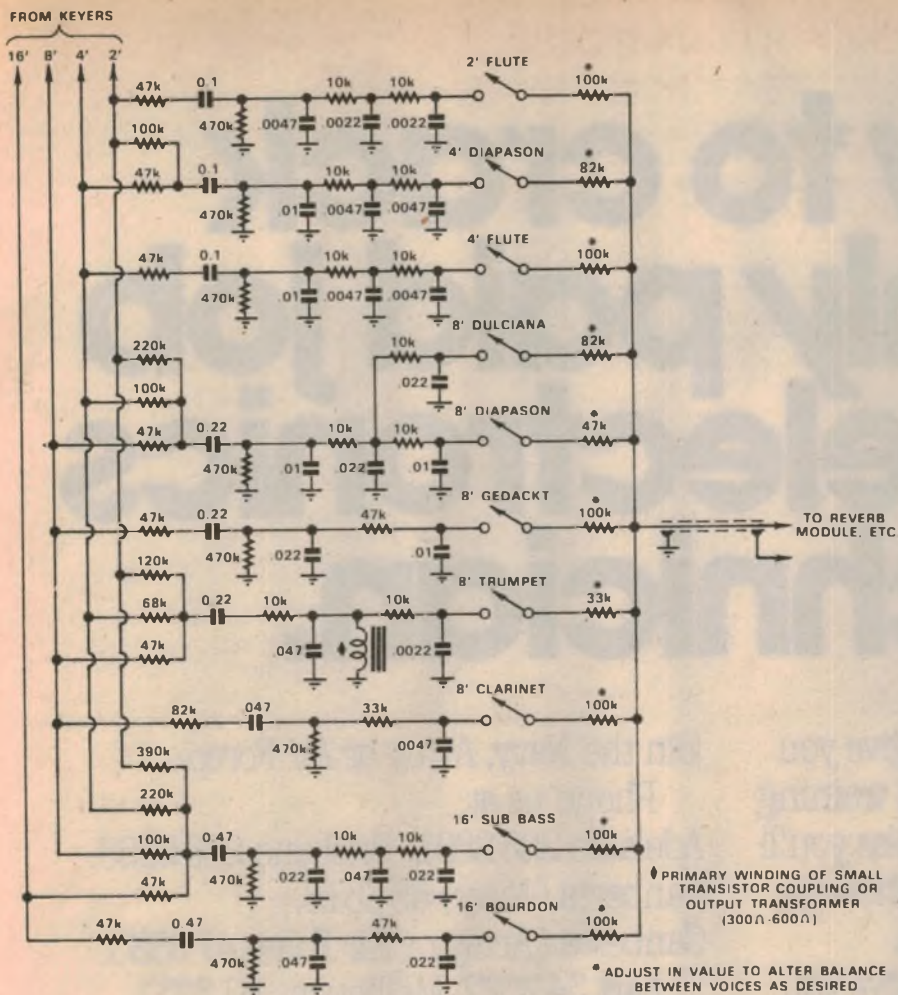 FROM KEYERS
16' 8' 4' 2'
2' FLUTE
47k 0.1 10k 10k 100k *
470k .0047 .0022 .0022
100k
4' DIAPASON
47k 0.1 10k 10k 82k *
470k .01 .0047 .0047
4' FLUTE
47k 0.1 10k 10k 100k *
470k .01 .0047 .0047
8' DULCIANA
220k 10k 82k *
100k .022
8' DIAPASON
47k 0.22 10k 10k 47k *
470k .01 .022 .01
8' GEDACKT
47k 0.22 47k 100k *
470k .022 .01
TO REVERB
MODULE, ETC
120k
8' TRUMPET
68k 0.22 10k 10k 33k *
47k .047 .0022
8' CLARINET
82k 047 33k 100k *
470k .0047
390k
220k
16' SUB BASS
100k 0.47 10k 10k 100k *
47k 470k .022 .047 .022
16' BOURDON
47k 0.47 47k 100k *
470k .047 .022
♦ PRIMARY WINDING OF SMALL
TRANSISTOR COUPLING OR
OUTPUT TRANSFORMER
(300Ω-600Ω)
* ADJUST IN VALUE TO ALTER BALANCE
BETWEEN VOICES AS DESIRED